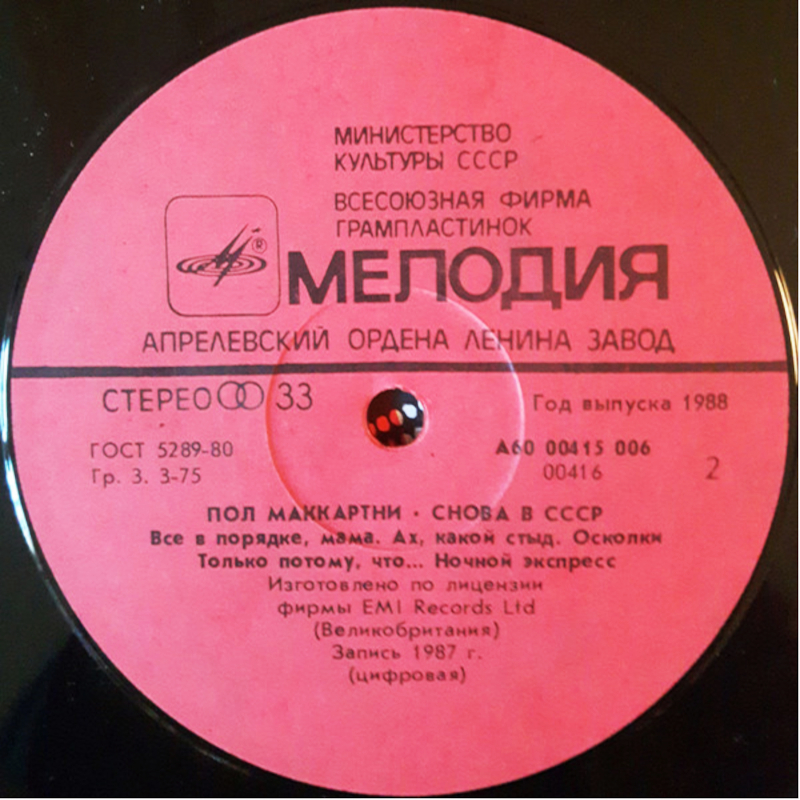 МИНИСТЕРСТВО
КУЛЬТУРЫ СССР
ВСЕСОЮЗНАЯ ФИРМА
ГРАМПЛАСТИНОК
®
МЕЛОДИЯ
АПРЕЛЕВСКИЙ ОРДЕНА ЛЕНИНА ЗАВОД
СТЕРЕО 33
Год выпуска 1988
ГОСТ 5289-80
Гр. 3. 3-75
А60 00415 006
00416
2
ПОЛ МАККАРТНИ · СНОВА В СССР
Все в порядке, мама. Ах, какой стыд. Осколки
Только потому, что... Ночной экспресс
Изготовлено по лицензии
фирмы EMI Records Ltd
(Великобритания)
Запись 1987 г.
(цифровая)